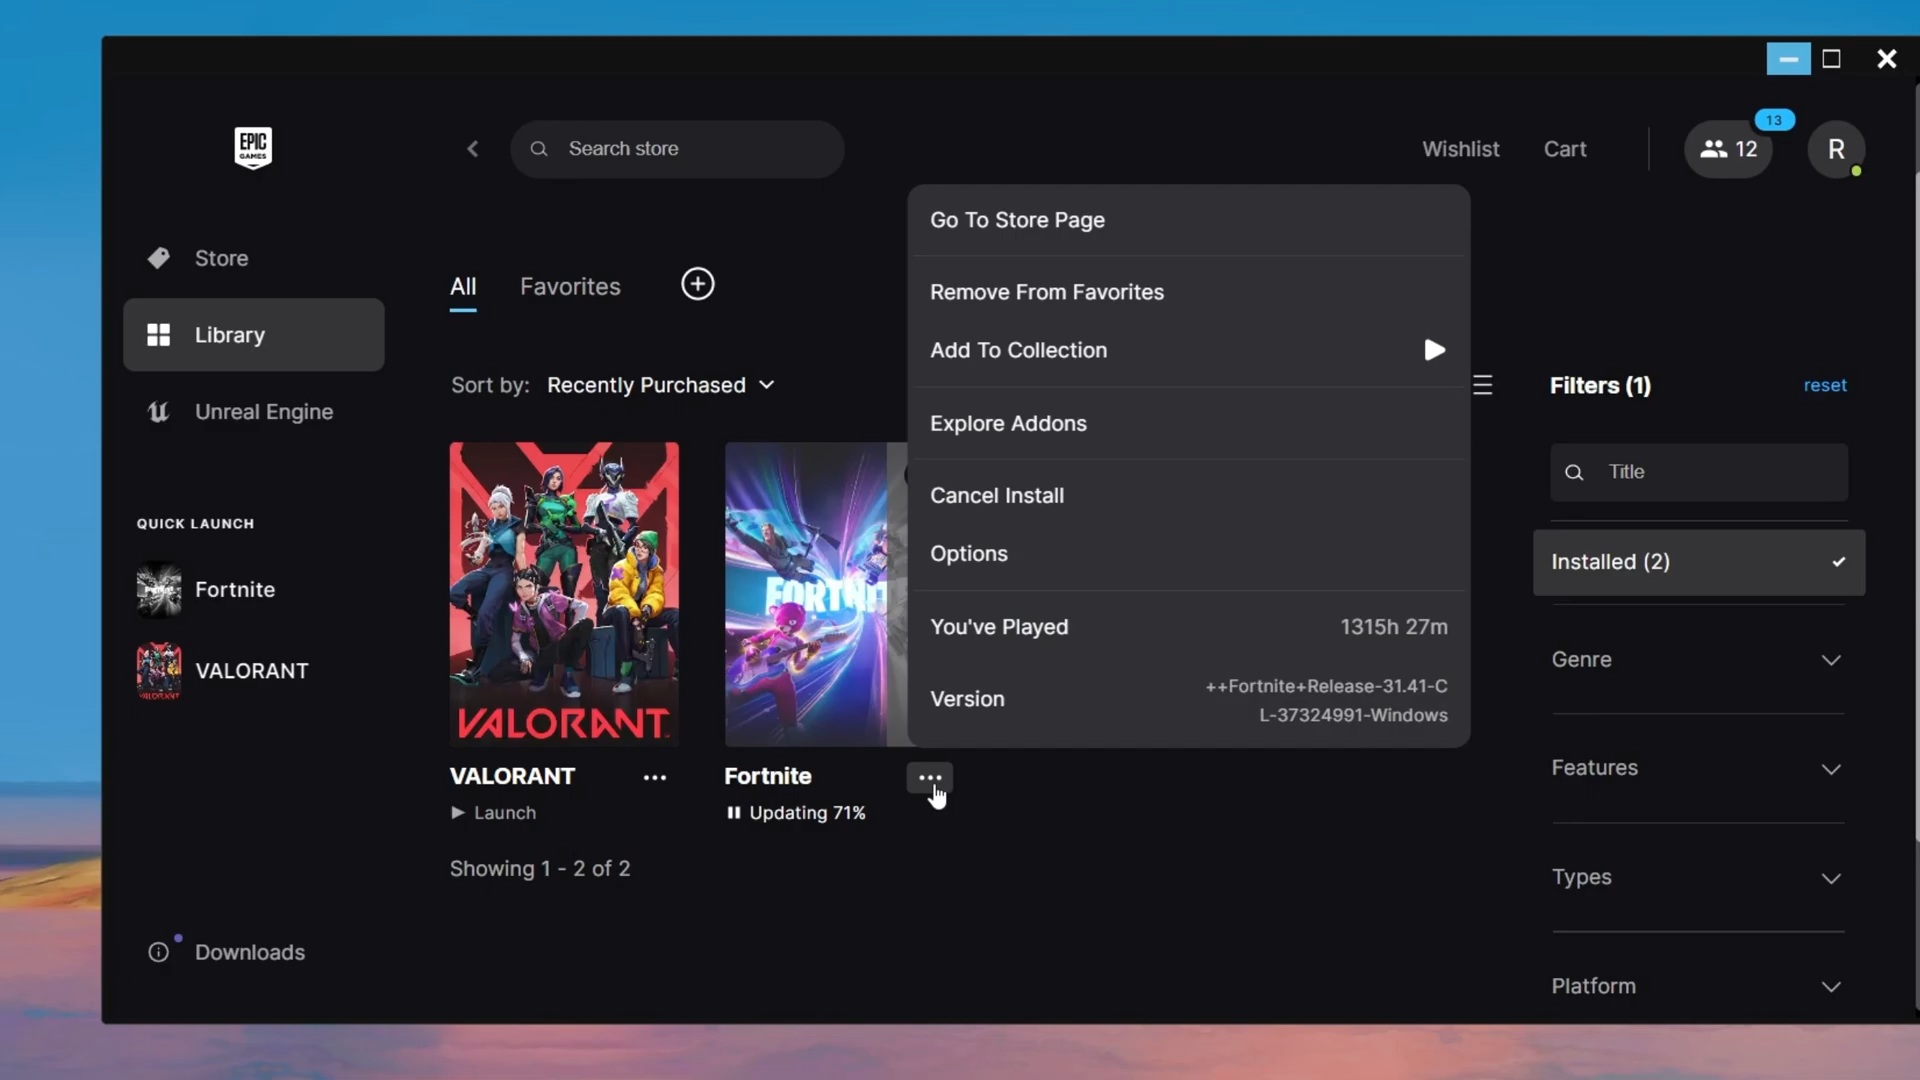 EPIC
GAMES
Search store
Wishlist
Cart
12
13
R
Store
Library
Unreal Engine
QUICK LAUNCH
Fortnite
VALORANT
Downloads
All
Favorites
Sort by: Recently Purchased
VALORANT
VALORANT
Launch
Fortnite
Updating 71%
Showing 1 - 2 of 2
Go To Store Page
Remove From Favorites
Add To Collection
Explore Addons
Cancel Install
Options
You've Played 1315h 27m
Version ++Fortnite+Release-31.41-C
L-37324991-Windows
Filters (1)
reset
Title
Installed (2)
Genre
Features
Types
Platform